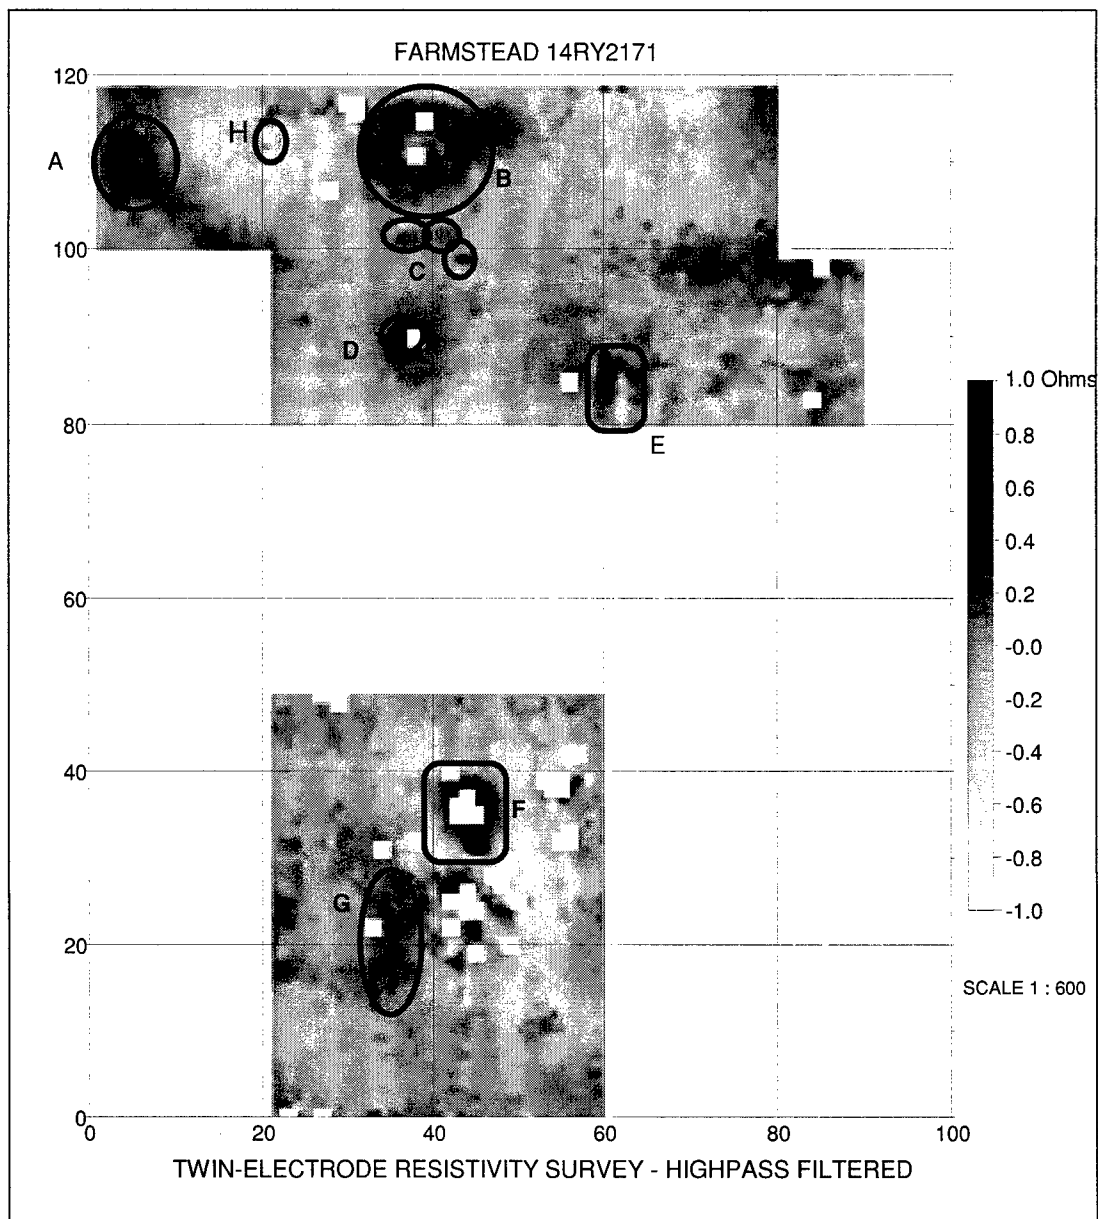 FARMSTEAD 14RY2171
120
H
A
B
100
C
D
80
E
1.0 Ohms
0.8
0.6
0.4
0.2
-0.0
-0.2
-0.4
-0.6
-0.8
-1.0
60
40
F
G
20
SCALE 1 : 600
0
0 20 40 60 80 100
TWIN-ELECTRODE RESISTIVITY SURVEY - HIGHPASS FILTERED